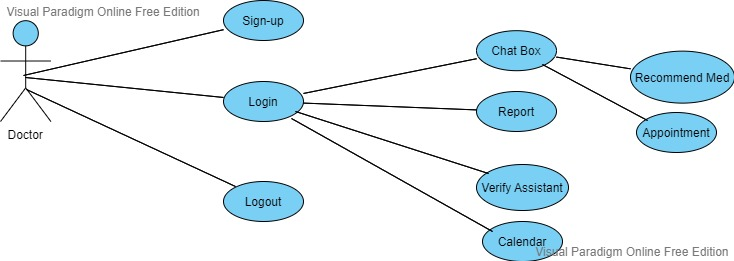 Visual Paradigm Online Free Edition
Sign-up
Chat Box
Recommend Med
Login
Report
Appointment
Doctor
Verify Assistant
Logout
Calendar
Visual Paradigm Online Free Edition